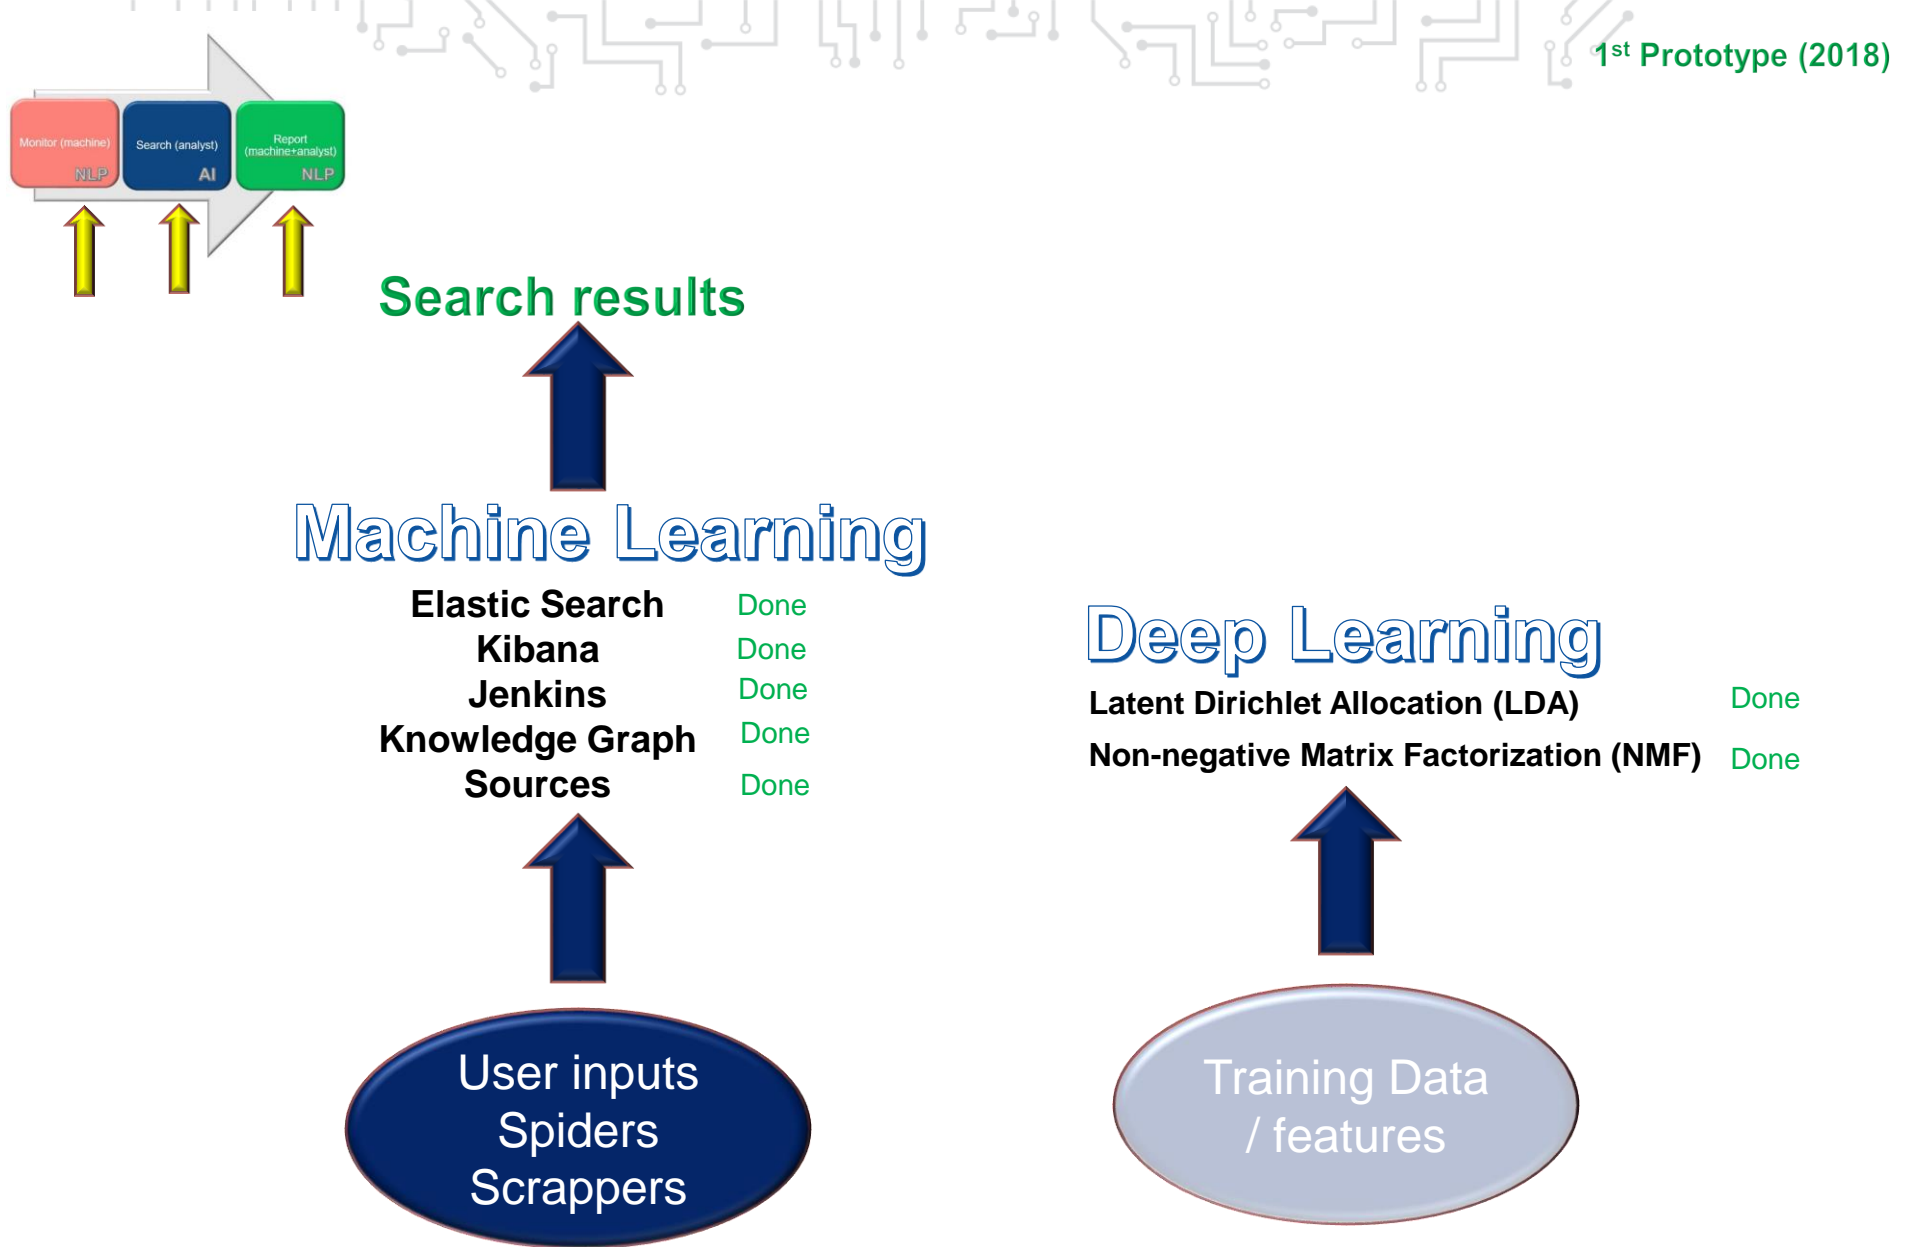 1st Prototype (2018)
Monitor (machine)
NLP
Search (analyst)
AI
Report
(machine+analyst)
NLP
Search results
Machine Learning
Elastic Search Done
Kibana Done
Jenkins Done
Knowledge Graph Done
Sources Done
User inputs
Spiders
Scrappers
Deep Learning
Latent Dirichlet Allocation (LDA) Done
Non-negative Matrix Factorization (NMF) Done
Training Data
/ features